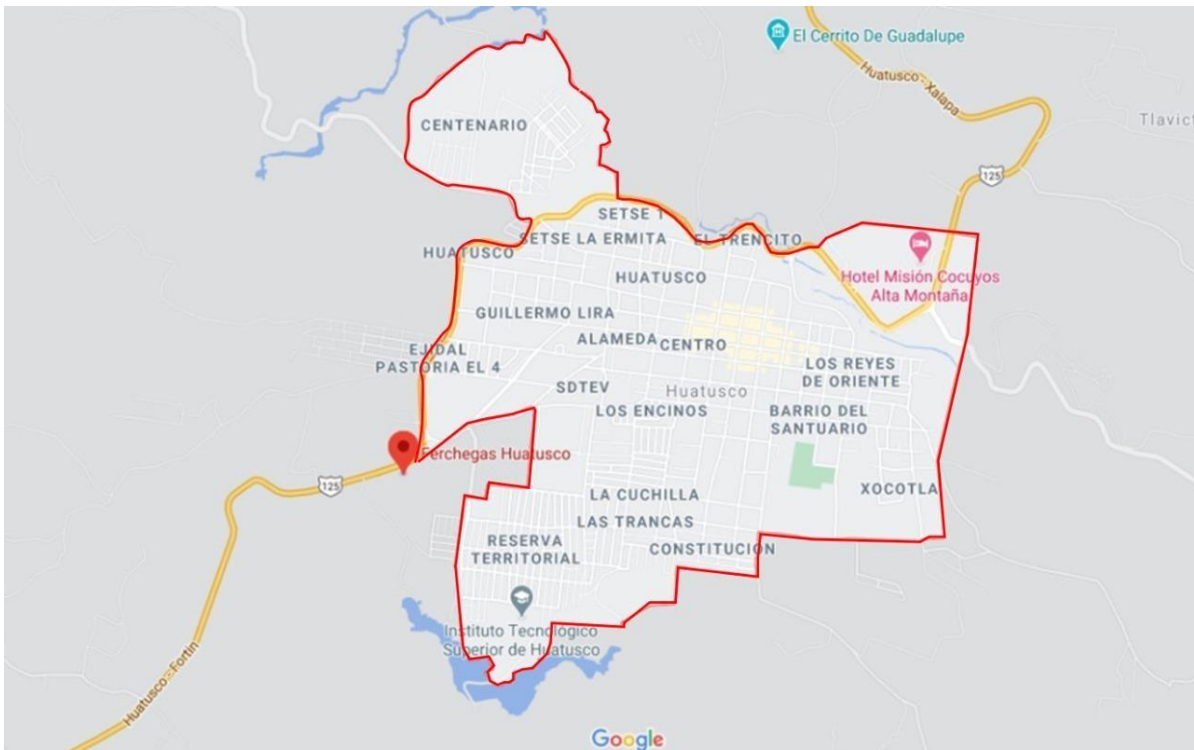 El Cerrito De Guadalupe
Huatusco - Xalapa
Tlavict
CENTENARIO
125
SETSE 1
SETSE LA ERMITA
EL TRENCITO
HUATUSCO
HUATUSCO
Hotel Misión Cocuyos
Alta Montaña
GUILLERMO LIRA
ALAMEDA
CENTRO
EJIDAL
PASTORIA EL 4
LOS REYES
DE ORIENTE
SDTEV
Huatusco
LOS ENCINOS
BARRIO DEL
SANTUARIO
Ferchegas Huatusco
125
LA CUCHILLA
XOCOTLA
LAS TRANCAS
RESERVA
TERRITORIAL
CONSTITUCIÓN
Instituto Tecnológico
Superior de Huatusco
Huatusco - Fortín
Google